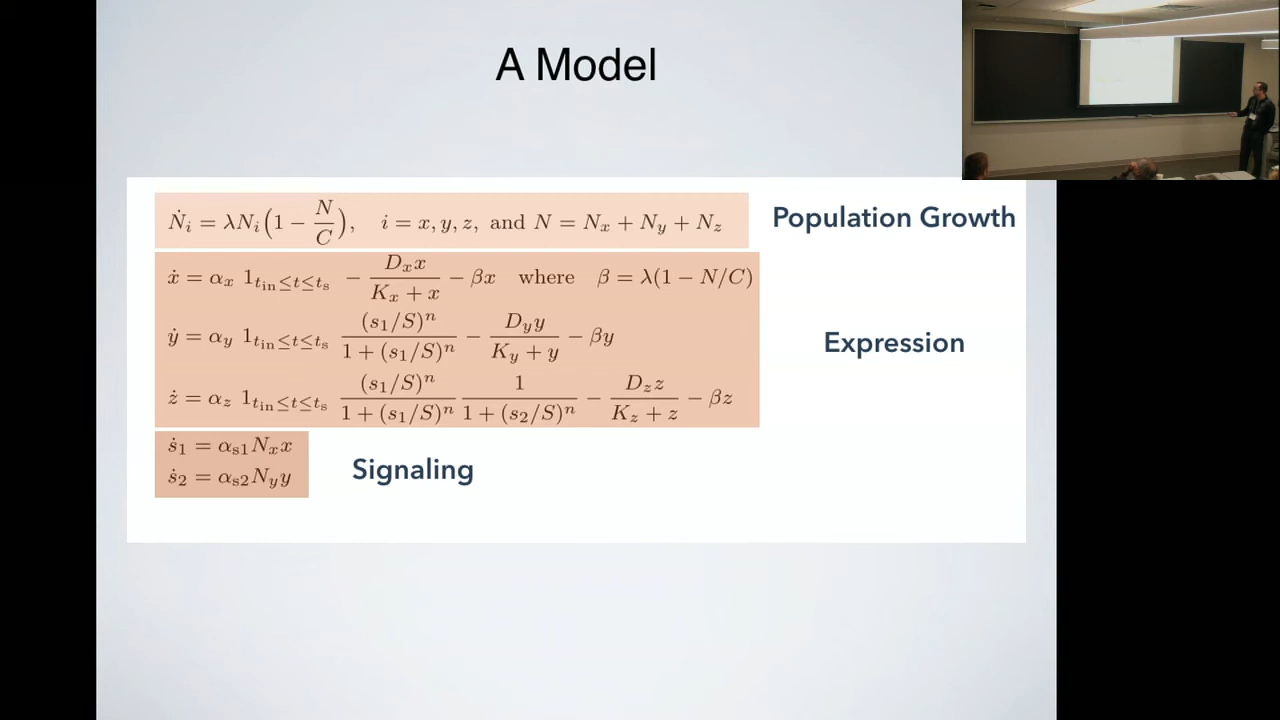 A Model
Ṅ_i = λN_i(1 − N/C), i = x, y, z, and N = N_x + N_y + N_z
Population Growth
ẋ = α_x 1_{t_in≤t≤t_s} − D_x x/(K_x + x) − βx where β = λ(1 − N/C)
ẏ = α_y 1_{t_in≤t≤t_s} (s_1/S)^n/(1 + (s_1/S)^n) − D_y y/(K_y + y) − βy
Expression
ż = α_z 1_{t_in≤t≤t_s} (s_1/S)^n/(1 + (s_1/S)^n) 1/(1 + (s_2/S)^n) − D_z z/(K_z + z) − βz
ṡ_1 = α_{s1} N_x x
ṡ_2 = α_{s2} N_y y
Signaling